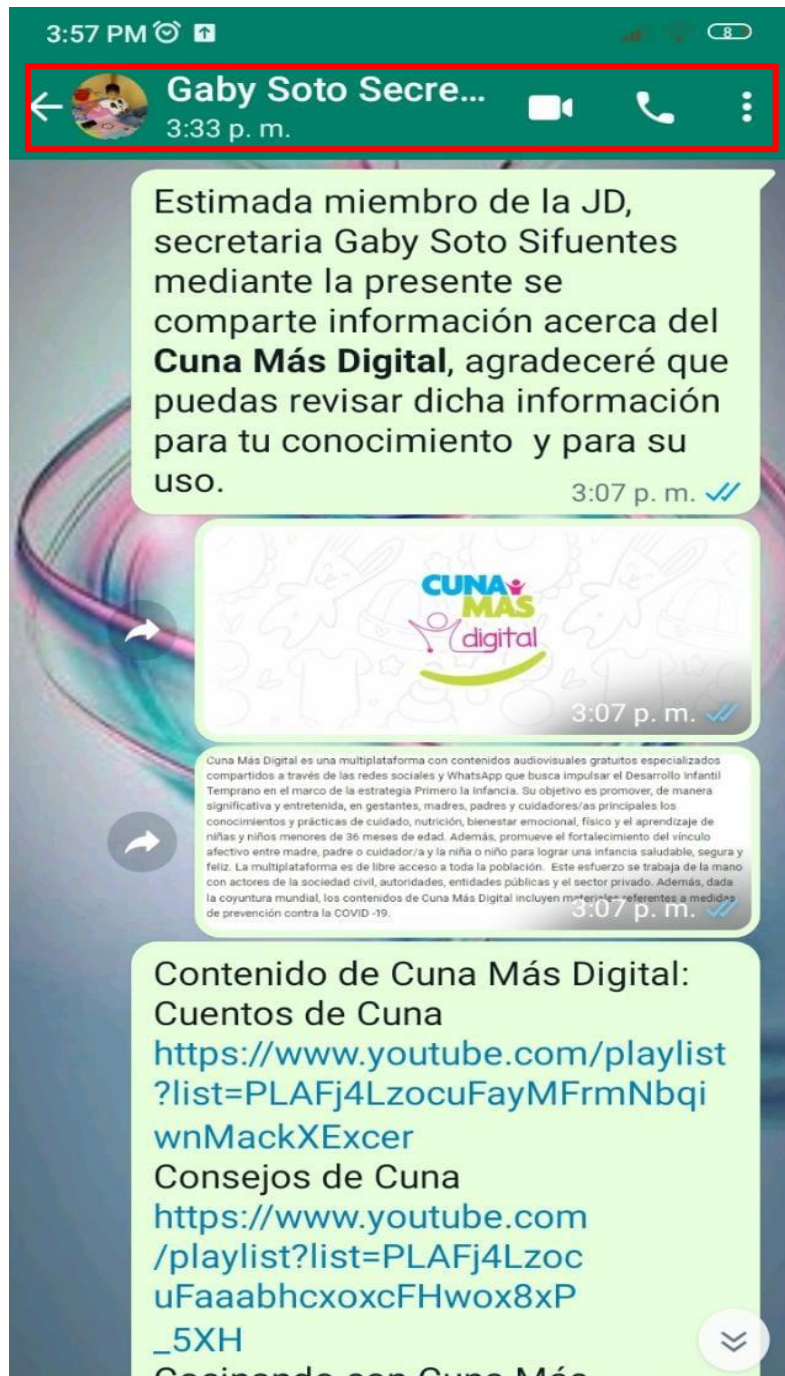 3:57 PM
8
Gaby Soto Secre...
3:33 p. m.
Estimada miembro de la JD,
secretaria Gaby Soto Sifuentes
mediante la presente se
comparte información acerca del
Cuna Más Digital, agradeceré que
puedas revisar dicha información
para tu conocimiento y para su
uso.
3:07 p. m.
CUNA
MAS
digital
3:07 p. m.
Cuna Más Digital es una multiplataforma con contenidos audiovisuales gratuitos especializados
compartidos a través de las redes sociales y WhatsApp que busca impulsar el Desarrollo Infantil
Temprano en el marco de la estrategia Primero la Infancia. Su objetivo es promover, de manera
significativa y entretenida, en gestantes, madres, padres y cuidadores/as principales los
conocimientos y prácticas de cuidado, nutrición, bienestar emocional, físico y el aprendizaje de
niñas y niños menores de 36 meses de edad. Además, promueve el fortalecimiento del vínculo
afectivo entre madre, padre o cuidador/a y la niña o niño para lograr una infancia saludable, segura y
feliz. La multiplataforma es de libre acceso a toda la población. Este esfuerzo se trabaja de la mano
con actores de la sociedad civil, autoridades, entidades públicas y el sector privado. Además, dada
la coyuntura mundial, los contenidos de Cuna Más Digital incluyen materiales referentes a medidas
de prevención contra la COVID -19.
3:07 p. m.
Contenido de Cuna Más Digital:
Cuentos de Cuna
https://www.youtube.com/playlist
?list=PLAFj4LzocuFayMFrmNbqi
wnMackXExcer
Consejos de Cuna
https://www.youtube.com
/playlist?list=PLAFj4Lzoc
uFaaabhcxoxcFHwox8xP
_5XH
Cocinando con Cuna Más